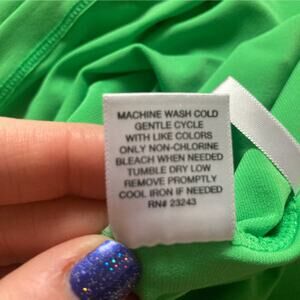 MACHINE WASH COLD
GENTLE CYCLE
WITH LIKE COLORS
ONLY NON-CHLORINE
BLEACH WHEN NEEDED
TUMBLE DRY LOW
REMOVE PROMPTLY
COOL IRON IF NEEDED
RN# 23243